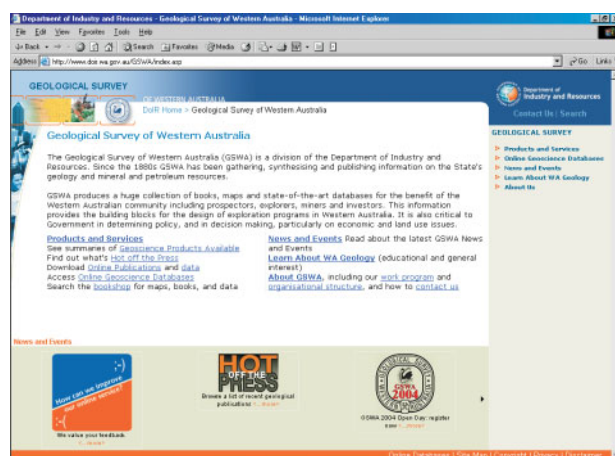 Department of Industry and Resources - Geological Survey of Western Australia - Microsoft Internet Explorer
File Edit View Favorites Tools Help
Back Search Favorites Media
Address http://www.doir.wa.gov.au/GSWA/index.asp Go Links
GEOLOGICAL SURVEY
OF WESTERN AUSTRALIA
DoIR Home > Geological Survey of Western Australia
Department of
Industry and Resources
Contact Us | Search
Geological Survey of Western Australia
The Geological Survey of Western Australia (GSWA) is a division of the Department of Industry and
Resources. Since the 1880s GSWA has been gathering, synthesising and publishing information on the State's
geology and mineral and petroleum resources.
GSWA produces a huge collection of books, maps and state-of-the-art databases for the benefit of the
Western Australian community including prospectors, explorers, miners and investors. This information
provides the building blocks for the design of exploration programs in Western Australia. It is also critical to
Government in determining policy, and in decision making, particularly on economic and land use issues.
Products and Services
See summaries of Geoscience Products Available
Find out what's Hot off the Press
Download Online Publications and data
Access Online Geoscience Databases
Search the bookshop for maps, books, and data
News and Events Read about the latest GSWA News
and Events
Learn About WA Geology (educational and general
interest)
About GSWA, including our work program and
organisational structure, and how to contact us
GEOLOGICAL SURVEY
Products and Services
Online Geoscience Databases
News and Events
Learn About WA Geology
About Us
News and Events
:-)
How can we improve
our online service?
:-(
We value your feedback
more
HOT
OFF THE
PRESS
Browse a list of recent geological
publications more
GEOLOGICAL SURVEY
GSWA
2004
WESTERN AUSTRALIA
GSWA 2004 Open Day: register
now more
Online Databases | Site Map | Copyright | Privacy | Disclaimer